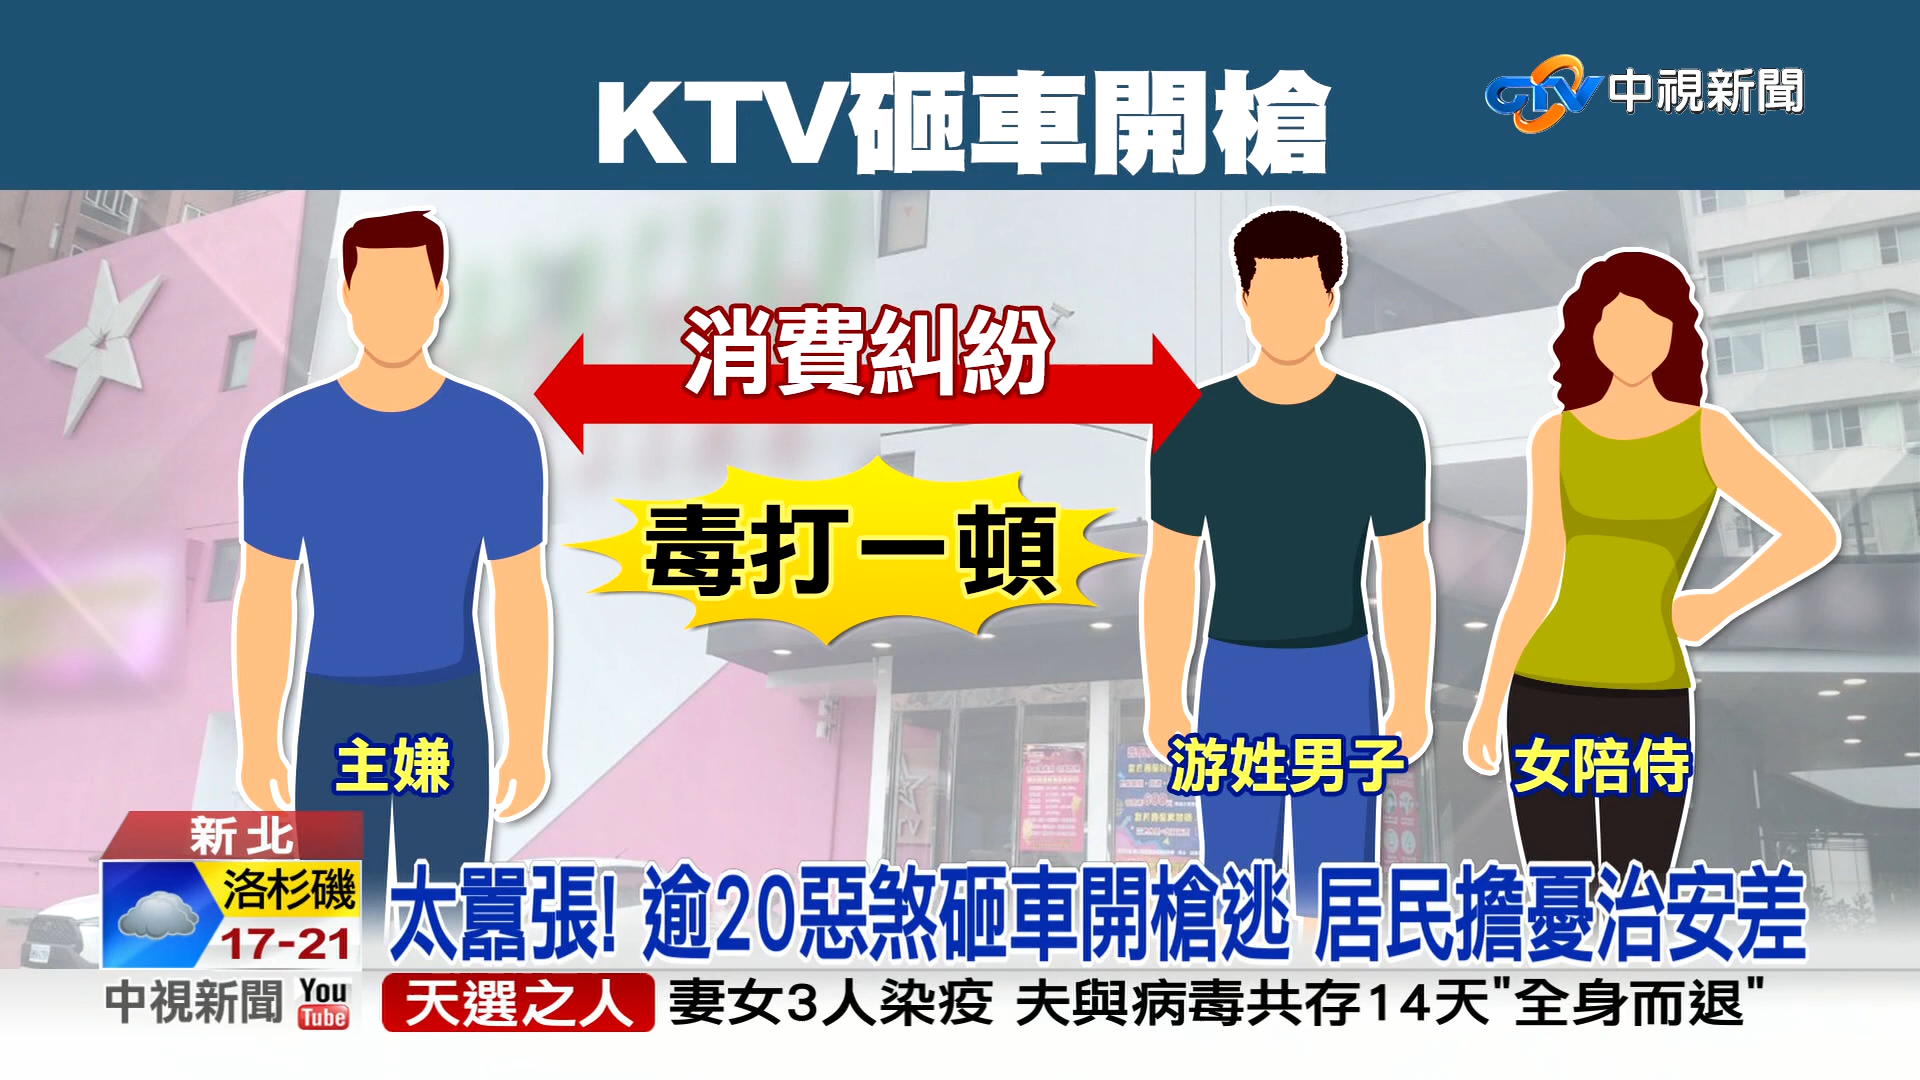 KTV砸車開槍
CTV中視新聞
消費糾紛
毒打一頓
主嫌
游姓男子
女陪侍
新北
洛杉磯
17-21
太囂張! 逾20惡煞砸車開槍逃 居民擔憂治安差
中視新聞 You Tube
天選之人 妻女3人染疫 夫與病毒共存14天"全身而退"